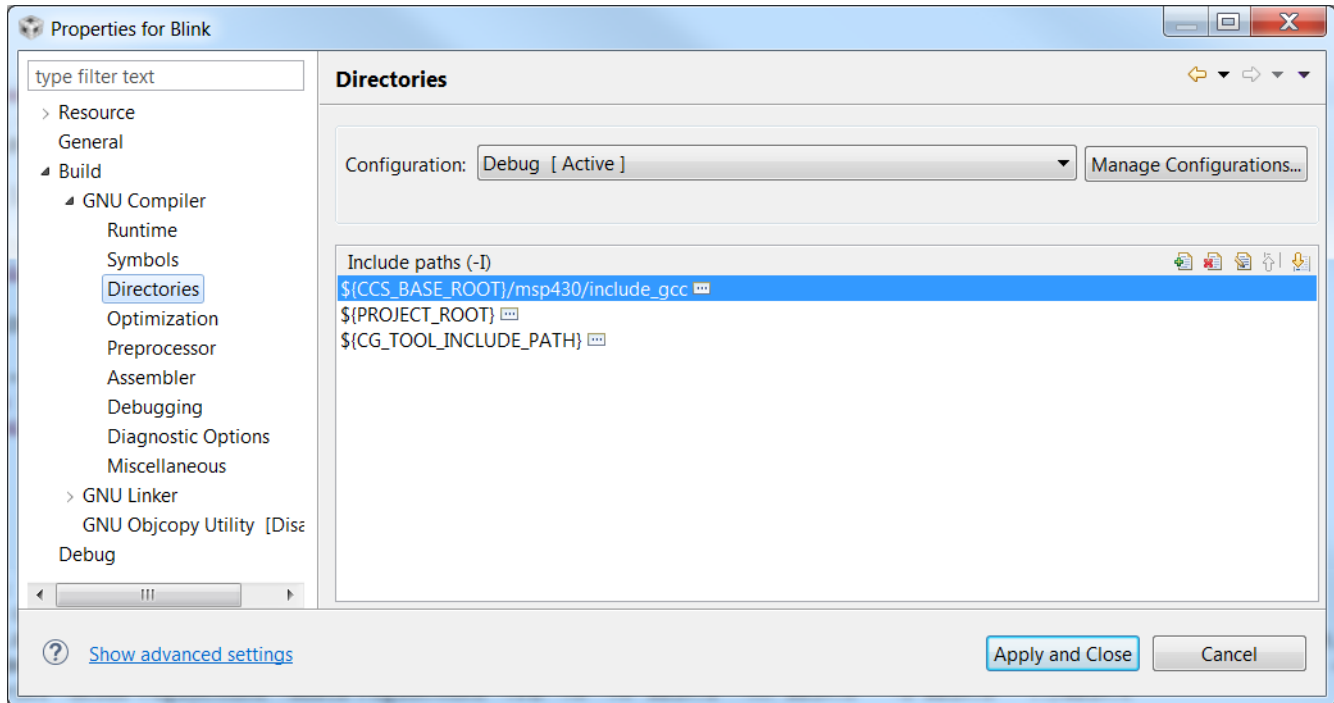 Properties for Blink
type filter text
Resource
General
Build
GNU Compiler
Runtime
Symbols
Directories
Optimization
Preprocessor
Assembler
Debugging
Diagnostic Options
Miscellaneous
GNU Linker
GNU Objcopy Utility [Disa
Debug
Directories
Configuration: Debug [ Active ] Manage Configurations...
Include paths (-I)
${CCS_BASE_ROOT}/msp430/include_gcc
${PROJECT_ROOT}
${CG_TOOL_INCLUDE_PATH}
? Show advanced settings
Apply and Close Cancel